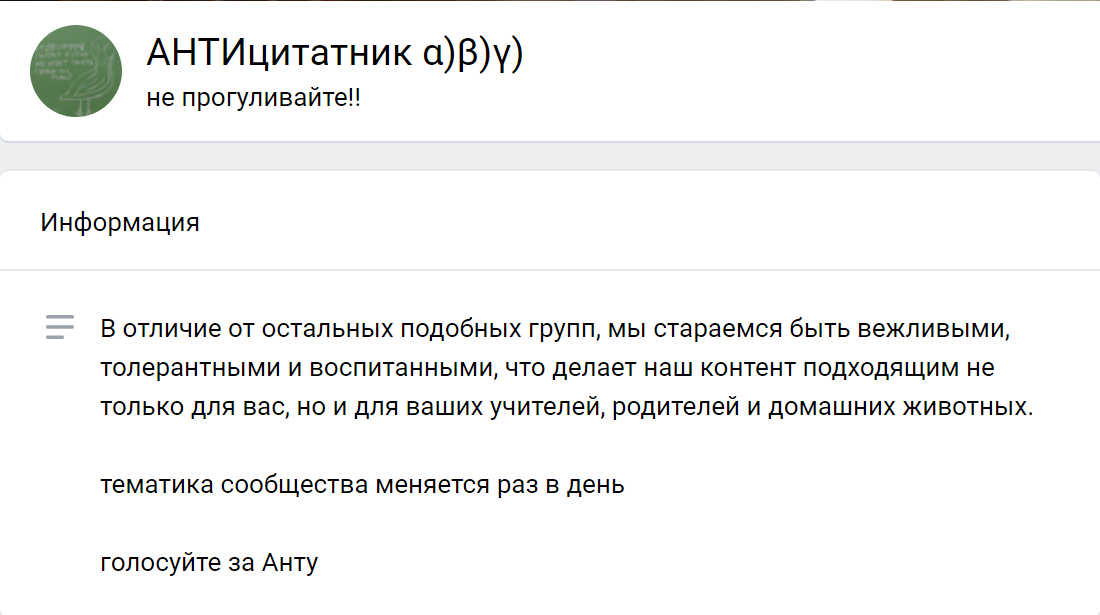 АНТИцитатник α)β)γ)
не прогуливайте!!
Информация
В отличие от остальных подобных групп, мы стараемся быть вежливыми,
толерантными и воспитанными, что делает наш контент подходящим не
только для вас, но и для ваших учителей, родителей и домашних животных.
тематика сообщества меняется раз в день
голосуйте за Анту